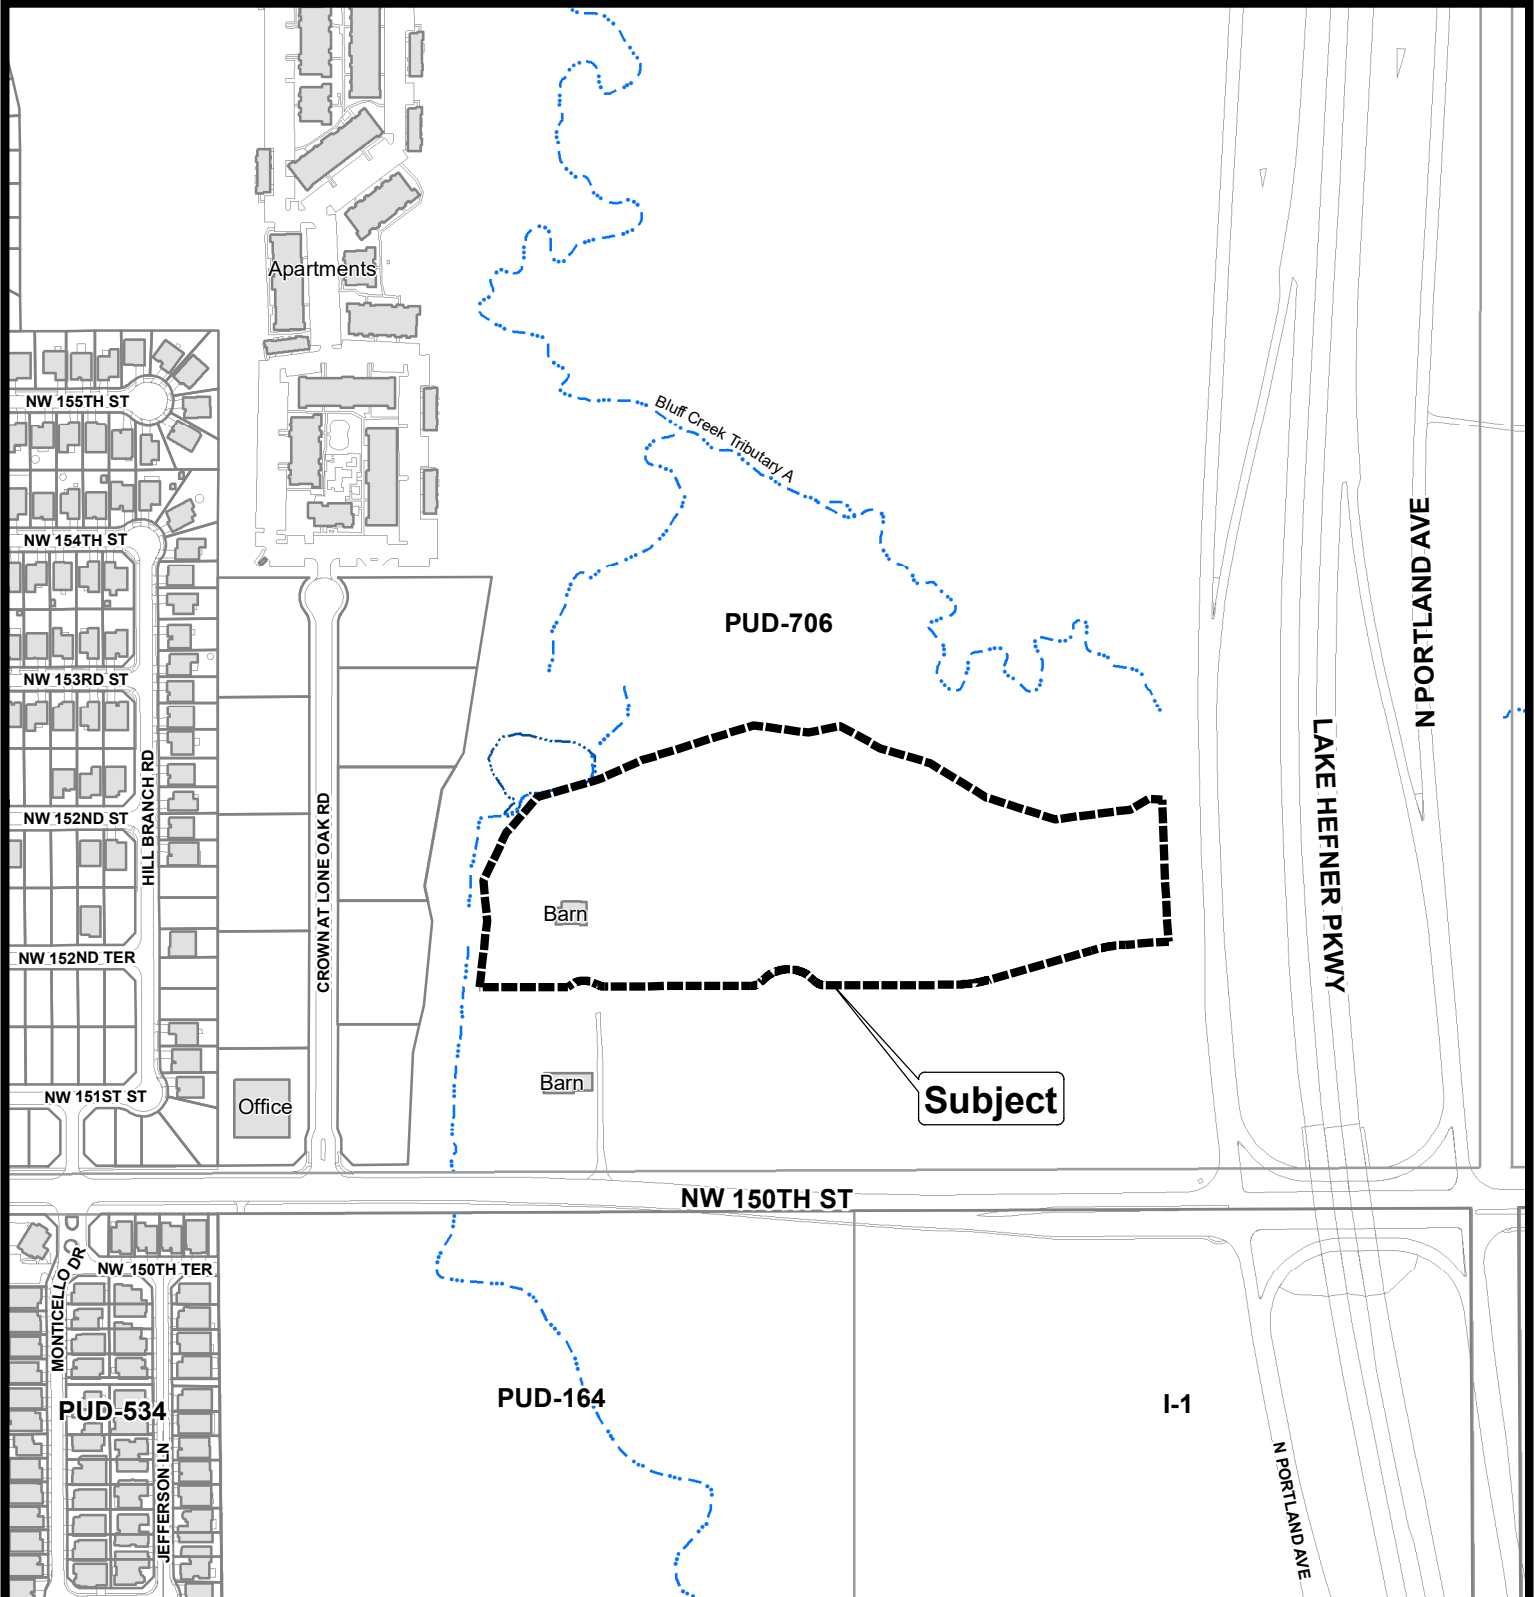 Apartments
NW 155TH ST
Bluff Creek Tributary A
NW 154TH ST
N PORTLAND AVE
PUD-706
NW 153RD ST
HILL BRANCH RD
LAKE HEFNER PKWY
CROWN AT LONE OAK RD
NW 152ND ST
Barn
NW 152ND TER
Barn
NW 151ST ST
Office
Subject
NW 150TH ST
MONTICELLO DR
NW 150TH TER
PUD-164
I-1
PUD-534
JEFFERSON LN
N PORTLAND AVE